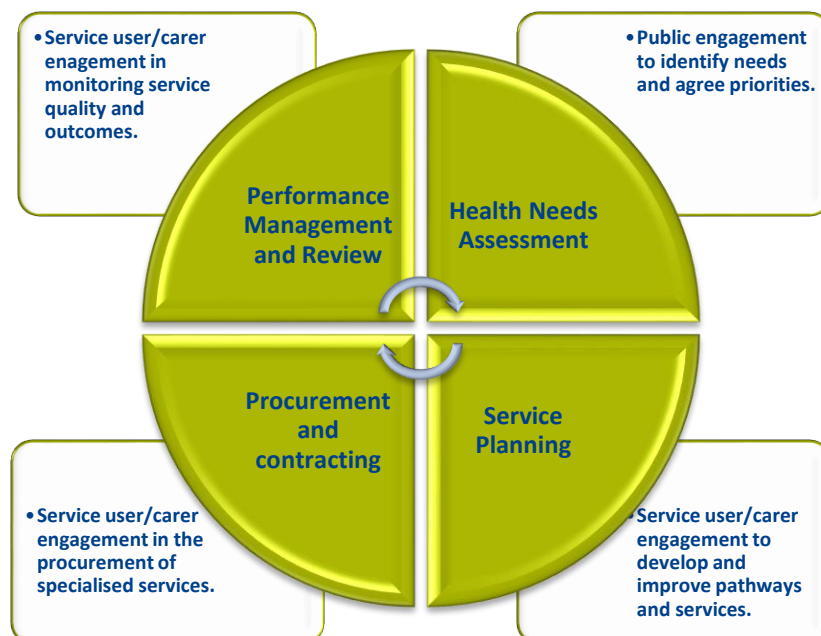 •Service user/carer
enagement in
monitoring service
quality and
outcomes.
•Public engagement
to identify needs
and agree priorities.
Performance
Management
and Review
Health Needs
Assessment
Procurement
and
contracting
Service
Planning
•Service user/carer
engagement in the
procurement of
specialised services.
•Service user/carer
engagement to
develop and
improve pathways
and services.